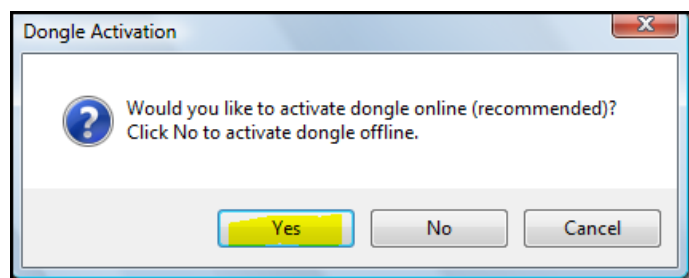 Dongle Activation
Would you like to activate dongle online (recommended)?
Click No to activate dongle offline.
Yes No Cancel